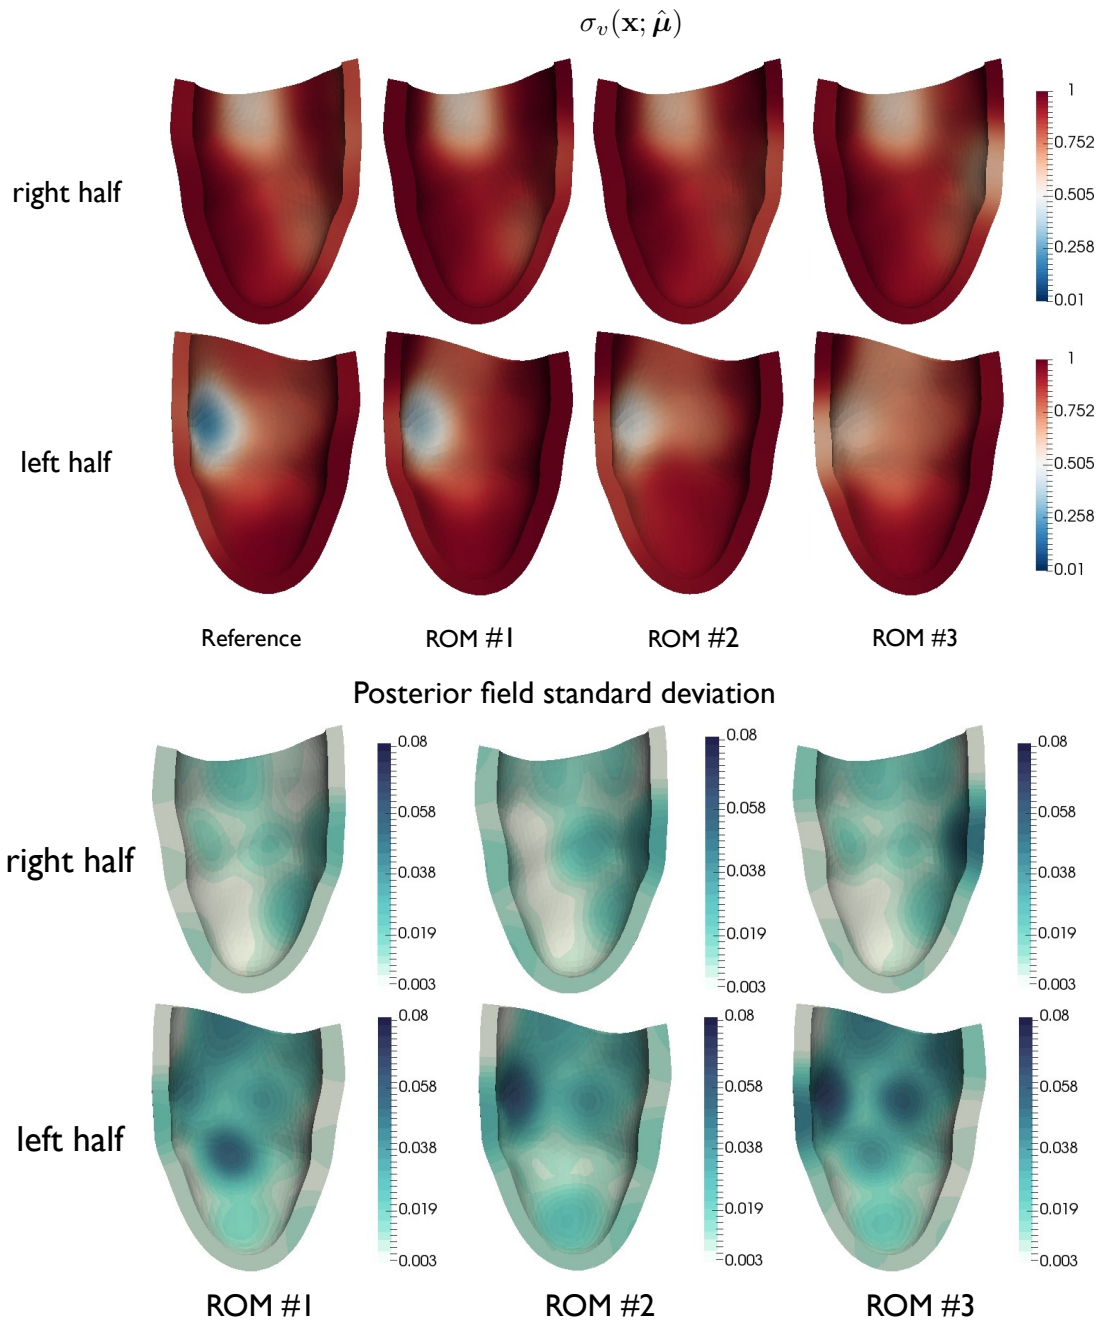 σ_v(x; μ̂)
right half
1
0.752
0.505
0.258
0.01
left half
1
0.752
0.505
0.258
0.01
Reference ROM #1 ROM #2 ROM #3
Posterior field standard deviation
right half
0.08 0.08 0.08
0.058 0.058 0.058
0.038 0.038 0.038
0.019 0.019 0.019
0.003 0.003 0.003
left half
0.08 0.08 0.08
0.058 0.058 0.058
0.038 0.038 0.038
0.019 0.019 0.019
0.003 0.003 0.003
ROM #1 ROM #2 ROM #3